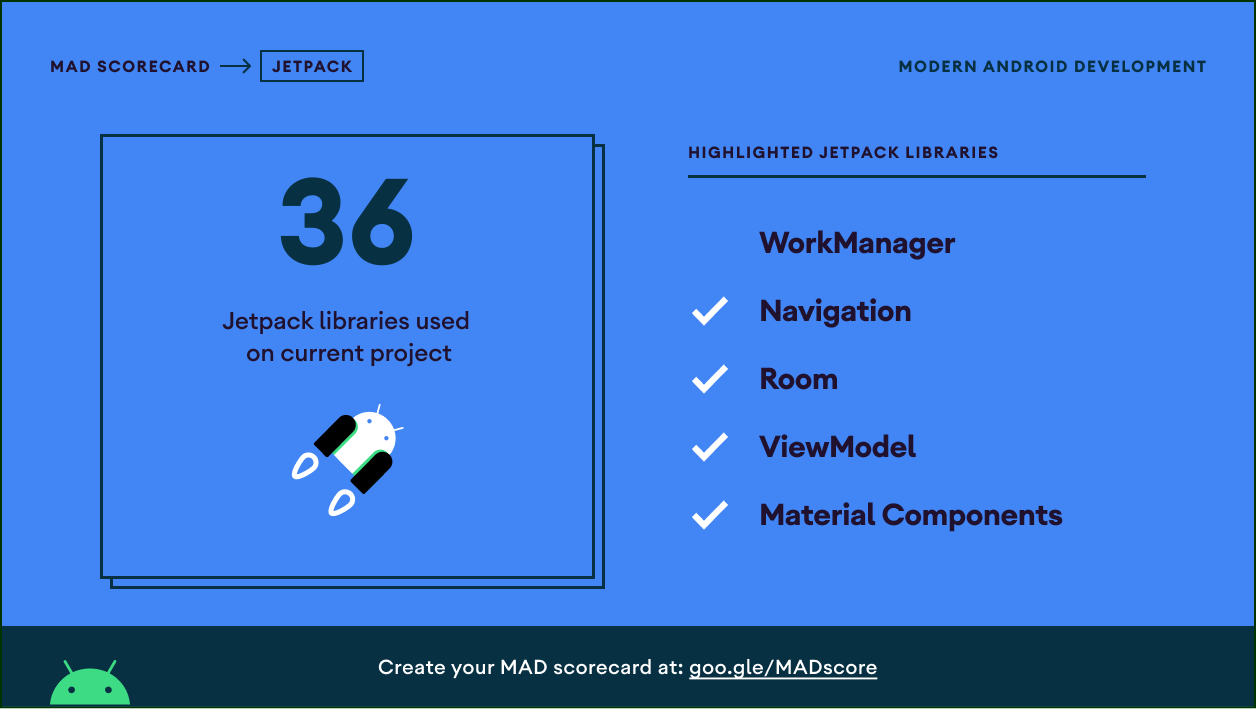 MAD SCORECARD
JETPACK
MODERN ANDROID DEVELOPMENT
36
Jetpack libraries used
on current project
HIGHLIGHTED JETPACK LIBRARIES
WorkManager
Navigation
Room
ViewModel
Material Components
Create your MAD scorecard at: goo.gle/MADscore